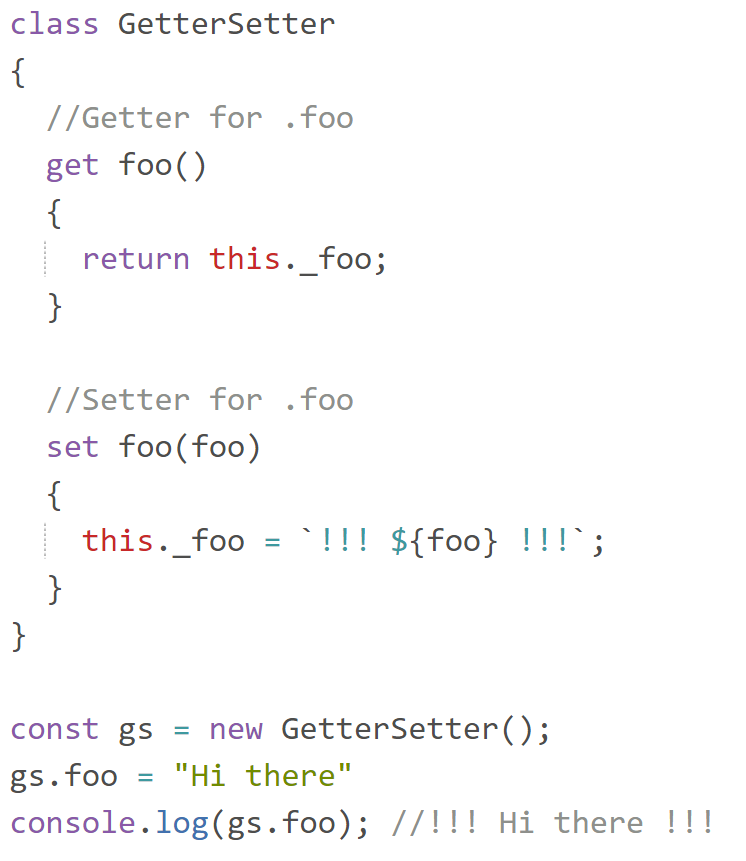 class GetterSetter
{
  //Getter for .foo
  get foo()
  {
    return this._foo;
  }

  //Setter for .foo
  set foo(foo)
  {
    this._foo = `!!! ${foo} !!!`;
  }
}

const gs = new GetterSetter();
gs.foo = "Hi there"
console.log(gs.foo); //!!! Hi there !!!